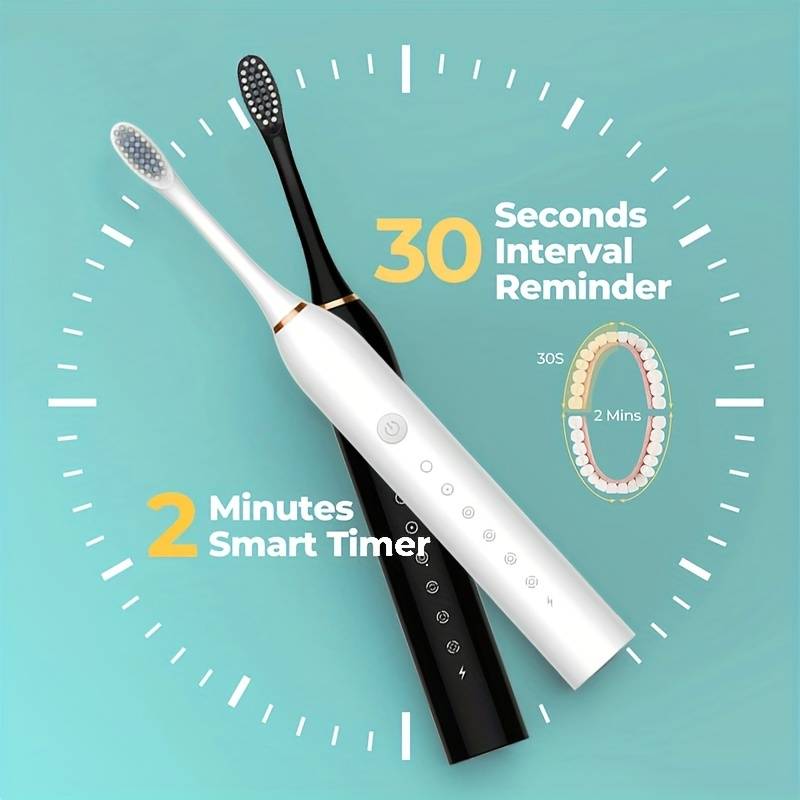 30
Seconds
Interval
Reminder
30S
2 Mins
2
Minutes
Smart Timer